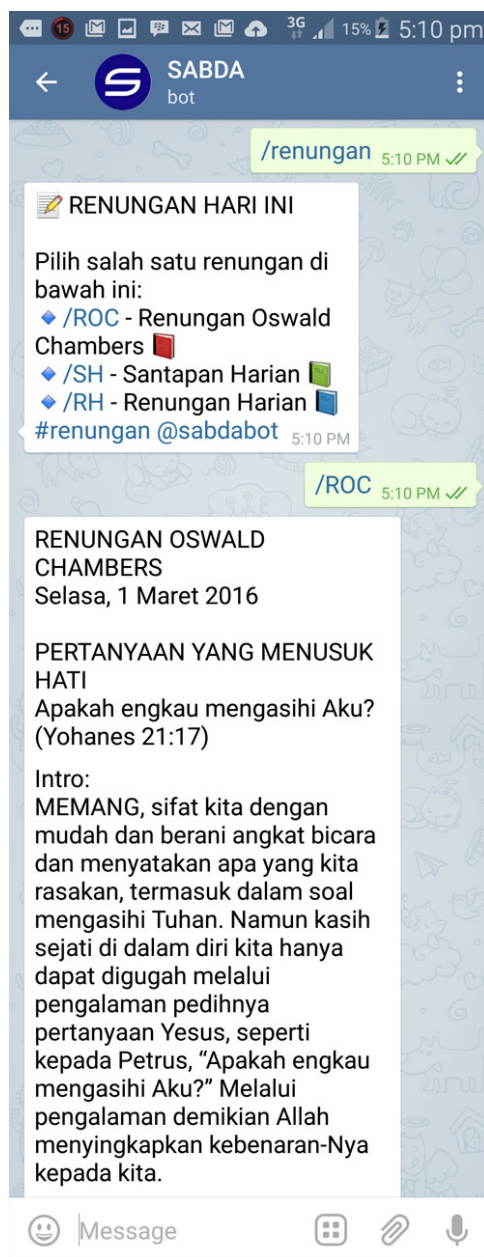 15 3G 15% 5:10 pm
SABDA
bot
/renungan 5:10 PM
RENUNGAN HARI INI
Pilih salah satu renungan di
bawah ini:
/ROC - Renungan Oswald
Chambers
/SH - Santapan Harian
/RH - Renungan Harian
#renungan @sabdabot 5:10 PM
/ROC 5:10 PM
RENUNGAN OSWALD
CHAMBERS
Selasa, 1 Maret 2016
PERTANYAAN YANG MENUSUK
HATI
Apakah engkau mengasihi Aku?
(Yohanes 21:17)
Intro:
MEMANG, sifat kita dengan
mudah dan berani angkat bicara
dan menyatakan apa yang kita
rasakan, termasuk dalam soal
mengasihi Tuhan. Namun kasih
sejati di dalam diri kita hanya
dapat digugah melalui
pengalaman pedihnya
pertanyaan Yesus, seperti
kepada Petrus, “Apakah engkau
mengasihi Aku?” Melalui
pengalaman demikian Allah
menyingkapkan kebenaran-Nya
kepada kita.
Message